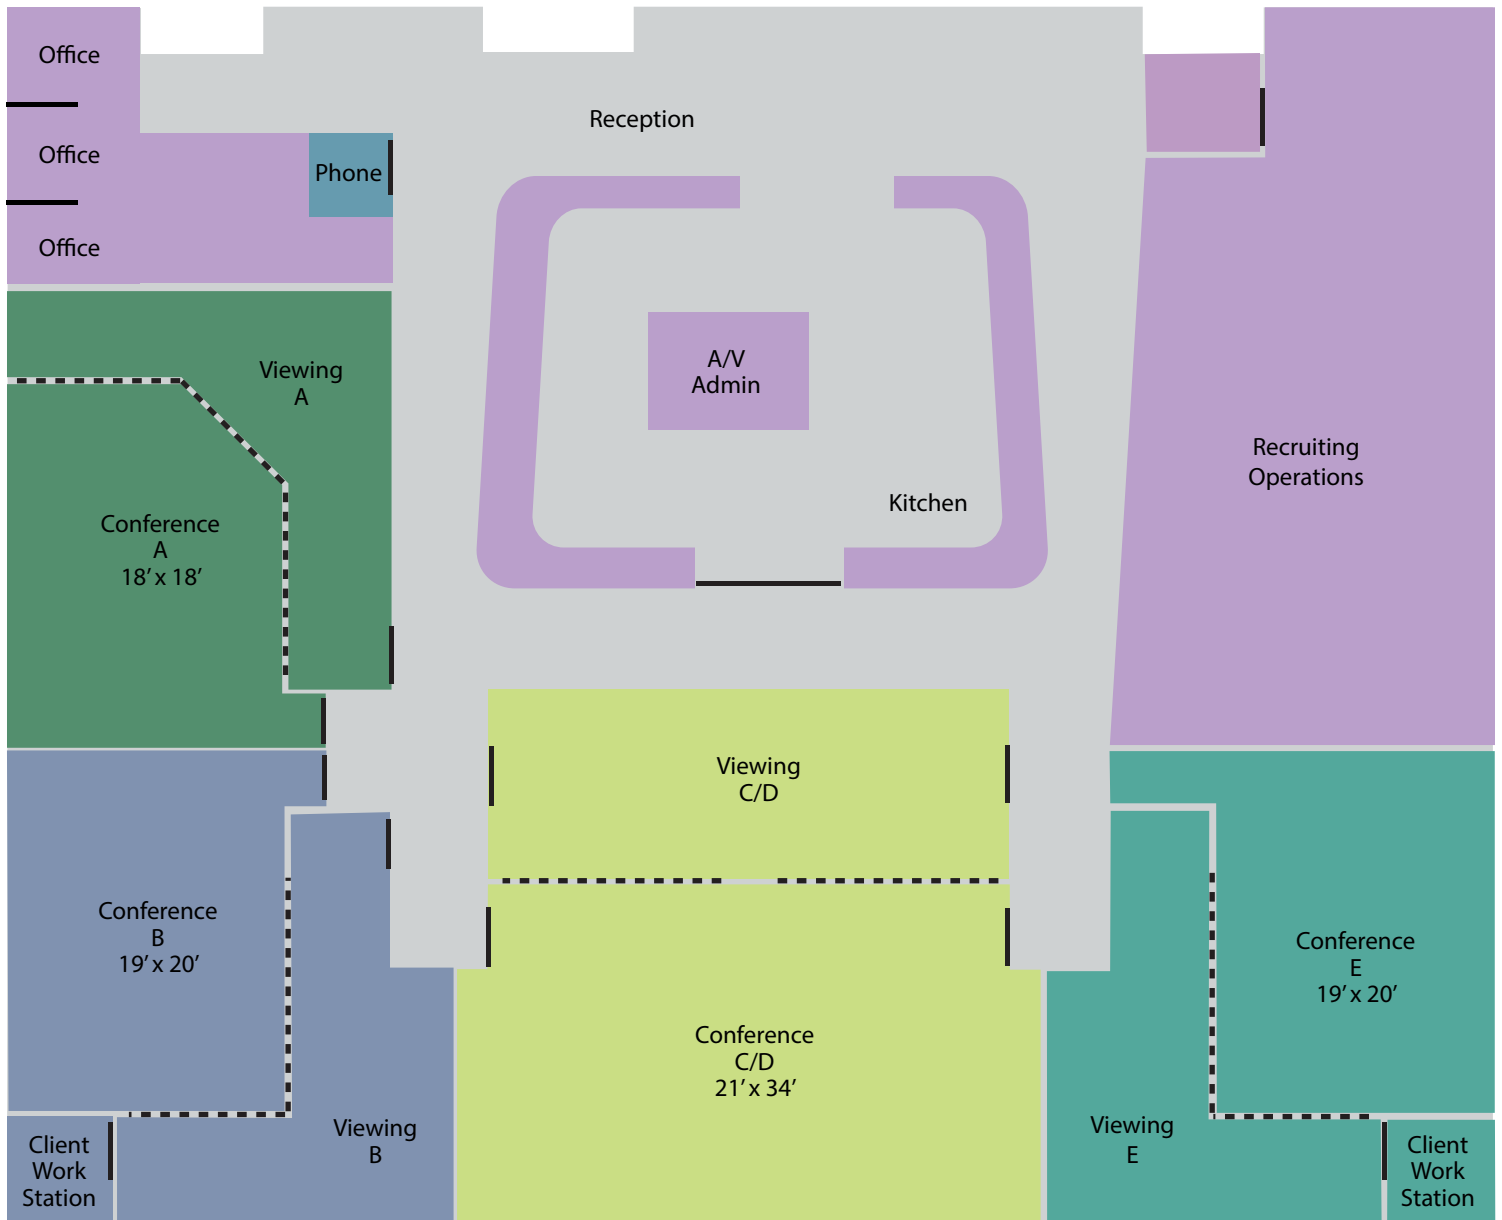 Office
Office
Office
Phone
Reception
Viewing
A
Conference
A
18’ x 18’
A/V
Admin
Kitchen
Recruiting
Operations
Viewing
C/D
Conference
B
19’ x 20’
Conference
C/D
21’ x 34’
Conference
E
19’ x 20’
Client
Work
Station
Viewing
B
Viewing
E
Client
Work
Station